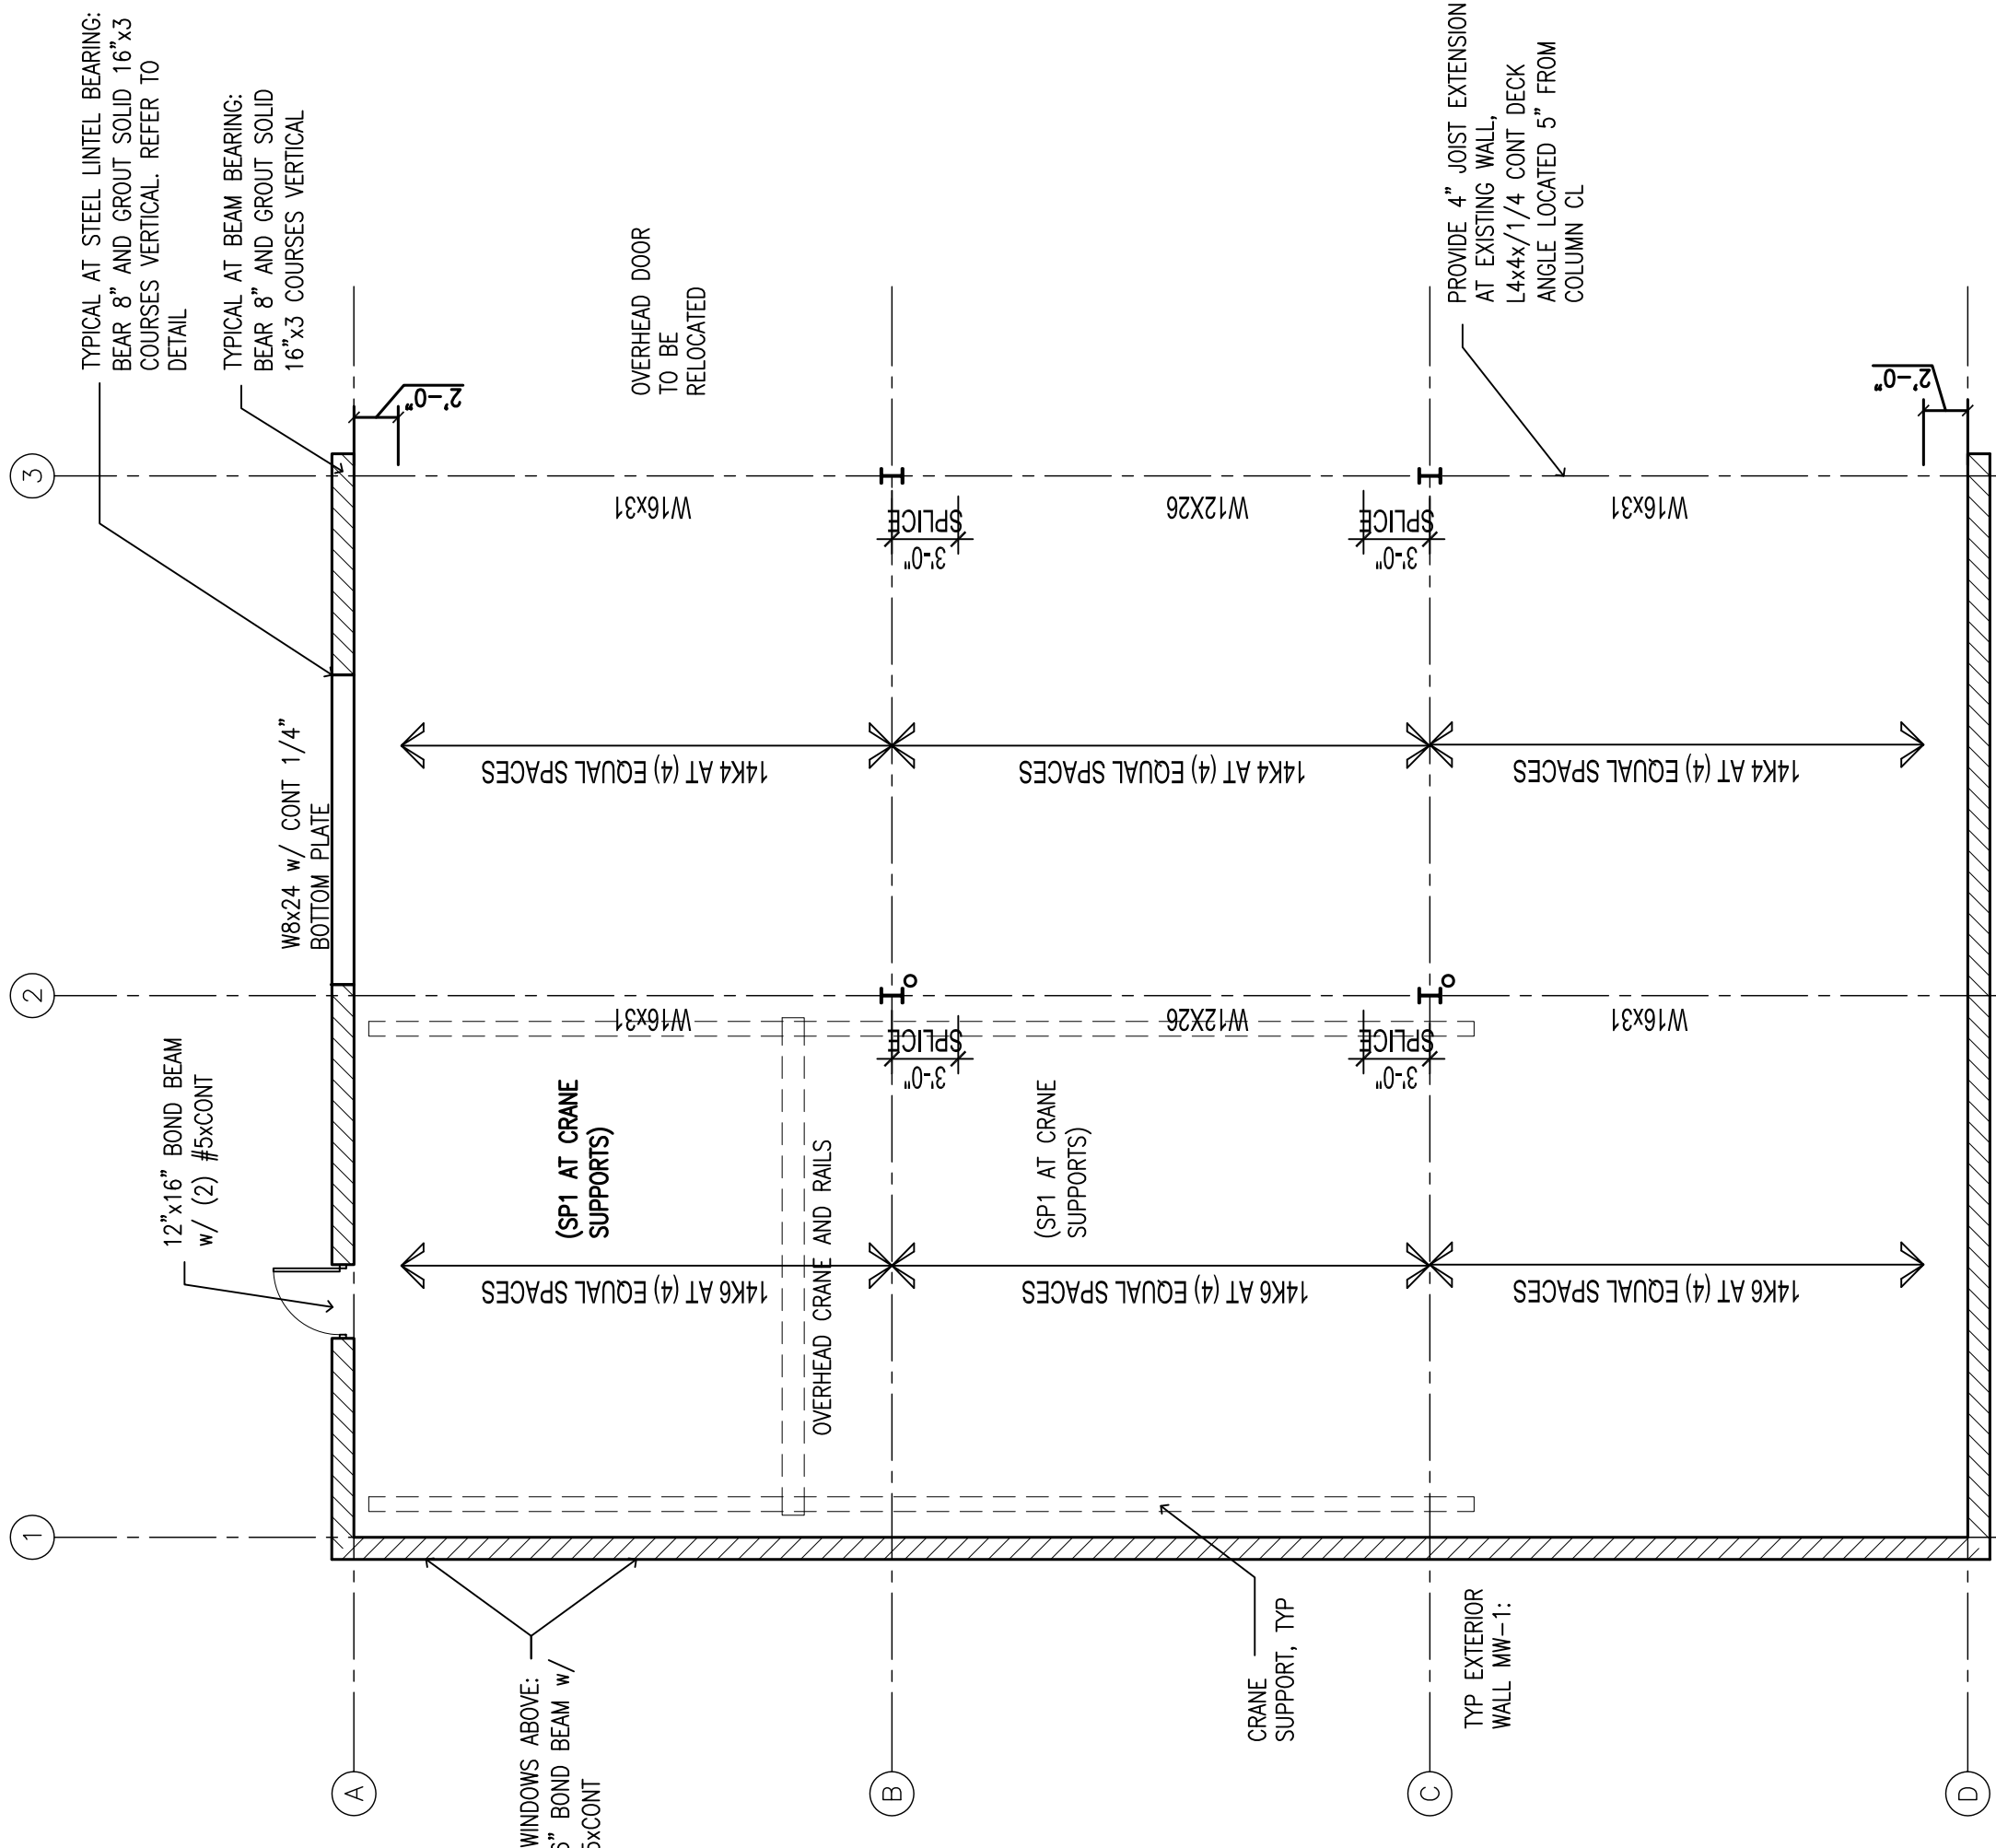 TYPICAL AT STEEL LINTEL BEARING:
BEAR 8" AND GROUT SOLID 16"x3
COURSES VERTICAL. REFER TO
DETAIL
TYPICAL AT BEAM BEARING:
BEAR 8" AND GROUT SOLID
16"x3 COURSES VERTICAL
OVERHEAD DOOR
TO BE
RELOCATED
PROVIDE 4" JOIST EXTENSION
AT EXISTING WALL,
L4x4x/1/4 CONT DECK
ANGLE LOCATED 5" FROM
COLUMN CL
2'-0"
2'-0"
3
W16x31
SPLICE
3'-0"
W12X26
SPLICE
3'-0"
W16x31
W8x24 w/ CONT 1/4"
BOTTOM PLATE
14K4 AT (4) EQUAL SPACES
14K4 AT (4) EQUAL SPACES
14K4 AT (4) EQUAL SPACES
2
W16x31
SPLICE
3'-0"
W12X26
SPLICE
3'-0"
W16x31
12"x16" BOND BEAM
w/ (2) #5xCONT
(SP1 AT CRANE
SUPPORTS)
(SP1 AT CRANE
SUPPORTS)
OVERHEAD CRANE AND RAILS
14K6 AT (4) EQUAL SPACES
14K6 AT (4) EQUAL SPACES
14K6 AT (4) EQUAL SPACES
1
WINDOWS ABOVE:
6" BOND BEAM w/
5xCONT
CRANE
SUPPORT, TYP
TYP EXTERIOR
WALL MW-1:
A
B
C
D